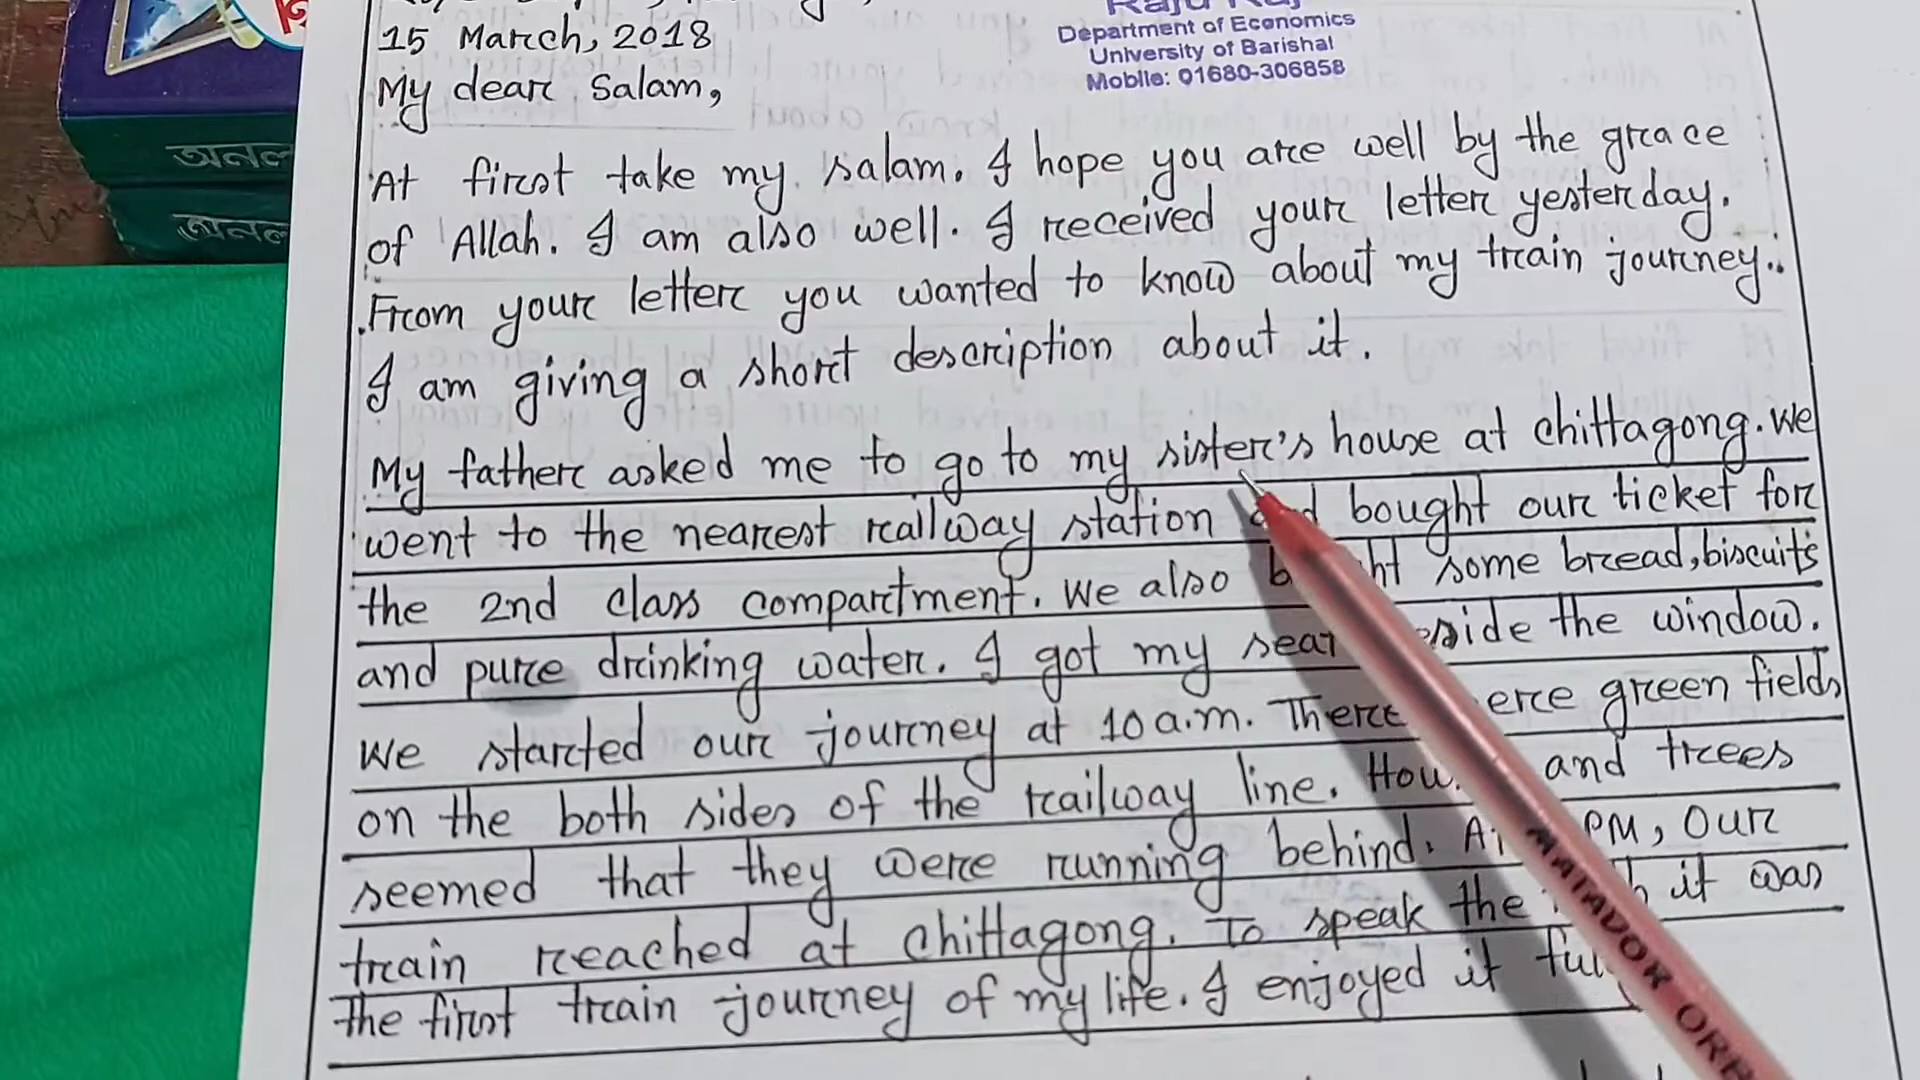 15 March, 2018
Department of Economics
University of Barishal
Mobile: 01680-306858
My dear Salam,
At first take my salam. I hope you are well by the grace
of Allah. I am also well. I received your letter yesterday.
From your letter you wanted to know about my train journey.
I am giving a short description about it.
My father asked me to go to my sister's house at chittagong. We
went to the nearest railway station and bought our ticket for
the 2nd class compartment. We also some bread, biscuits
and pure drinking water. I got my seat the window.
We started our journey at 10 a.m. There green fields
on the both sides of the railway line. and trees
seemed that they were running behind. PM, our
train reached at chittagong. To speak the it was
the first train journey of my life. I enjoyed it
MATADOR
অনল
অনল